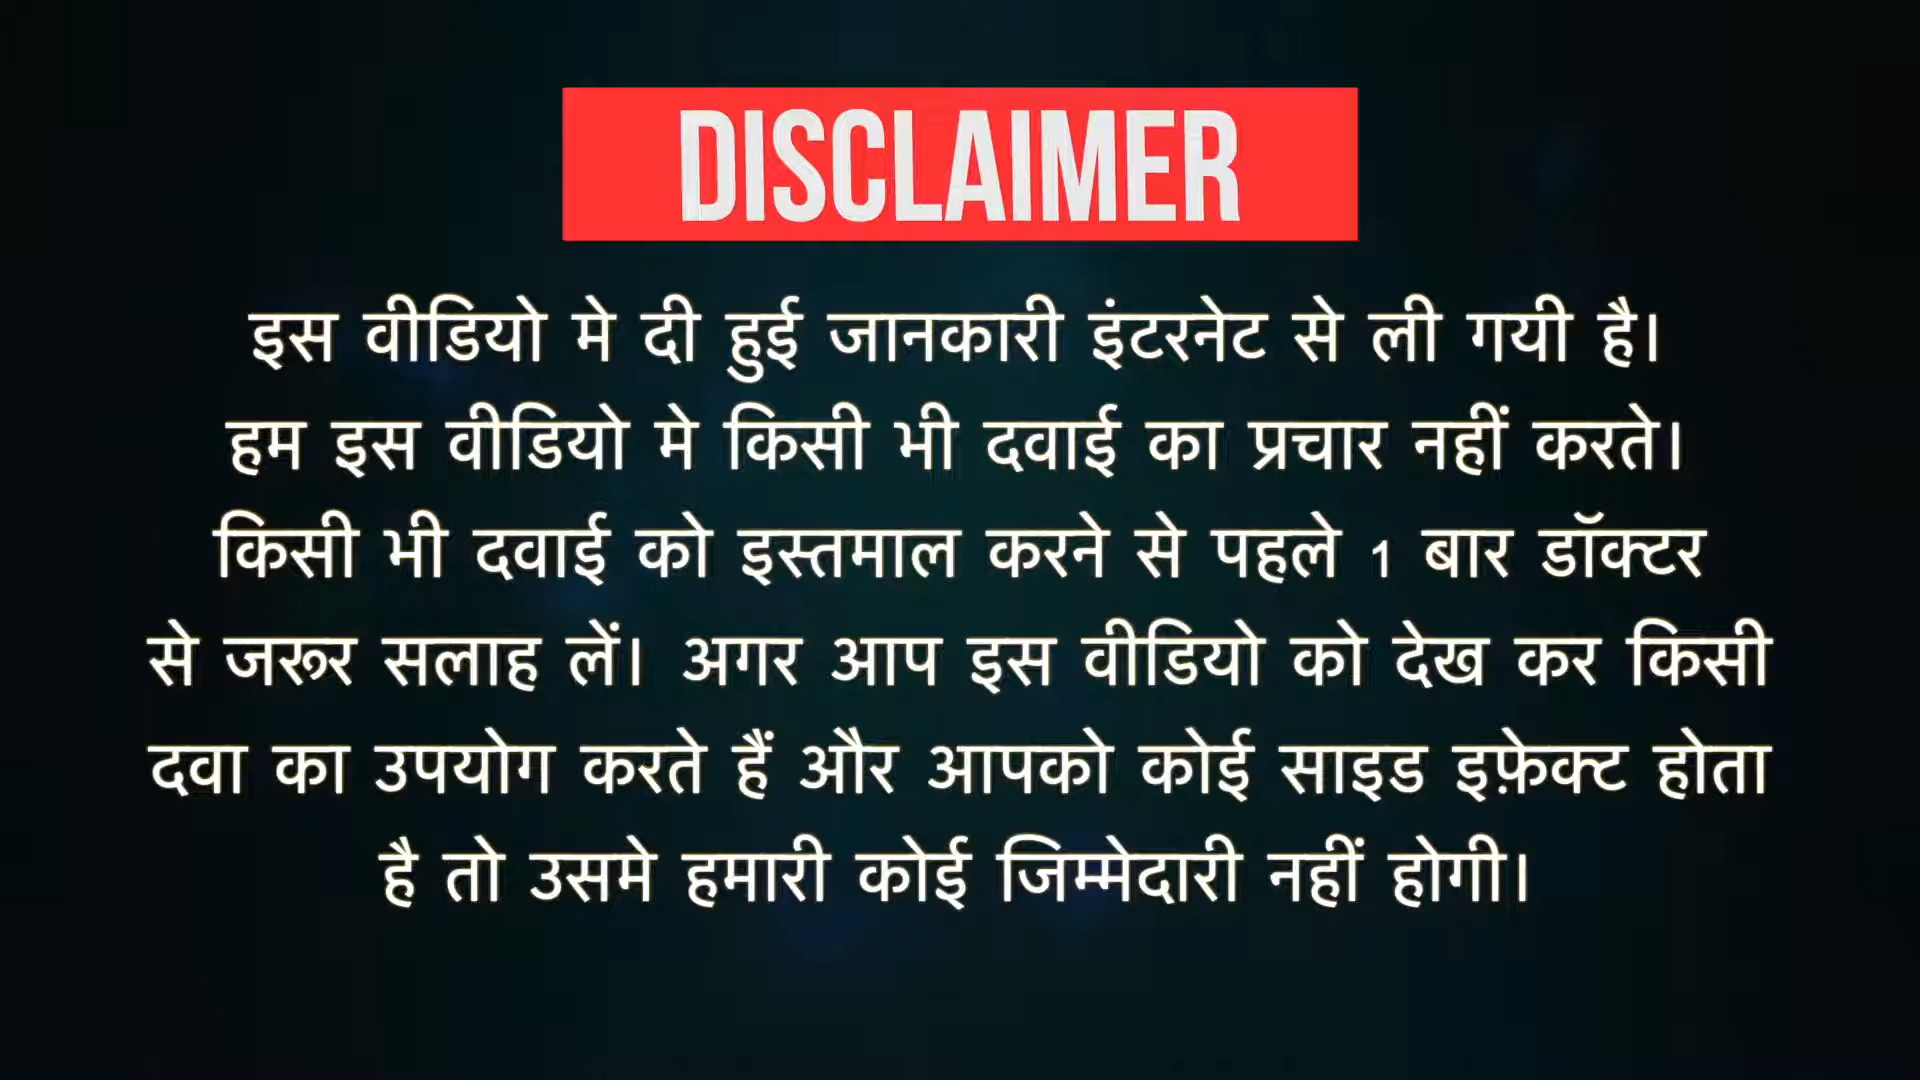 DISCLAIMER
इस वीडियो मे दी हुई जानकारी इंटरनेट से ली गयी है।
हम इस वीडियो मे किसी भी दवाई का प्रचार नहीं करते।
किसी भी दवाई को इस्तमाल करने से पहले 1 बार डॉक्टर
से जरूर सलाह लें। अगर आप इस वीडियो को देख कर किसी
दवा का उपयोग करते हैं और आपको कोई साइड इफ़ेक्ट होता
है तो उसमे हमारी कोई जिम्मेदारी नहीं होगी।